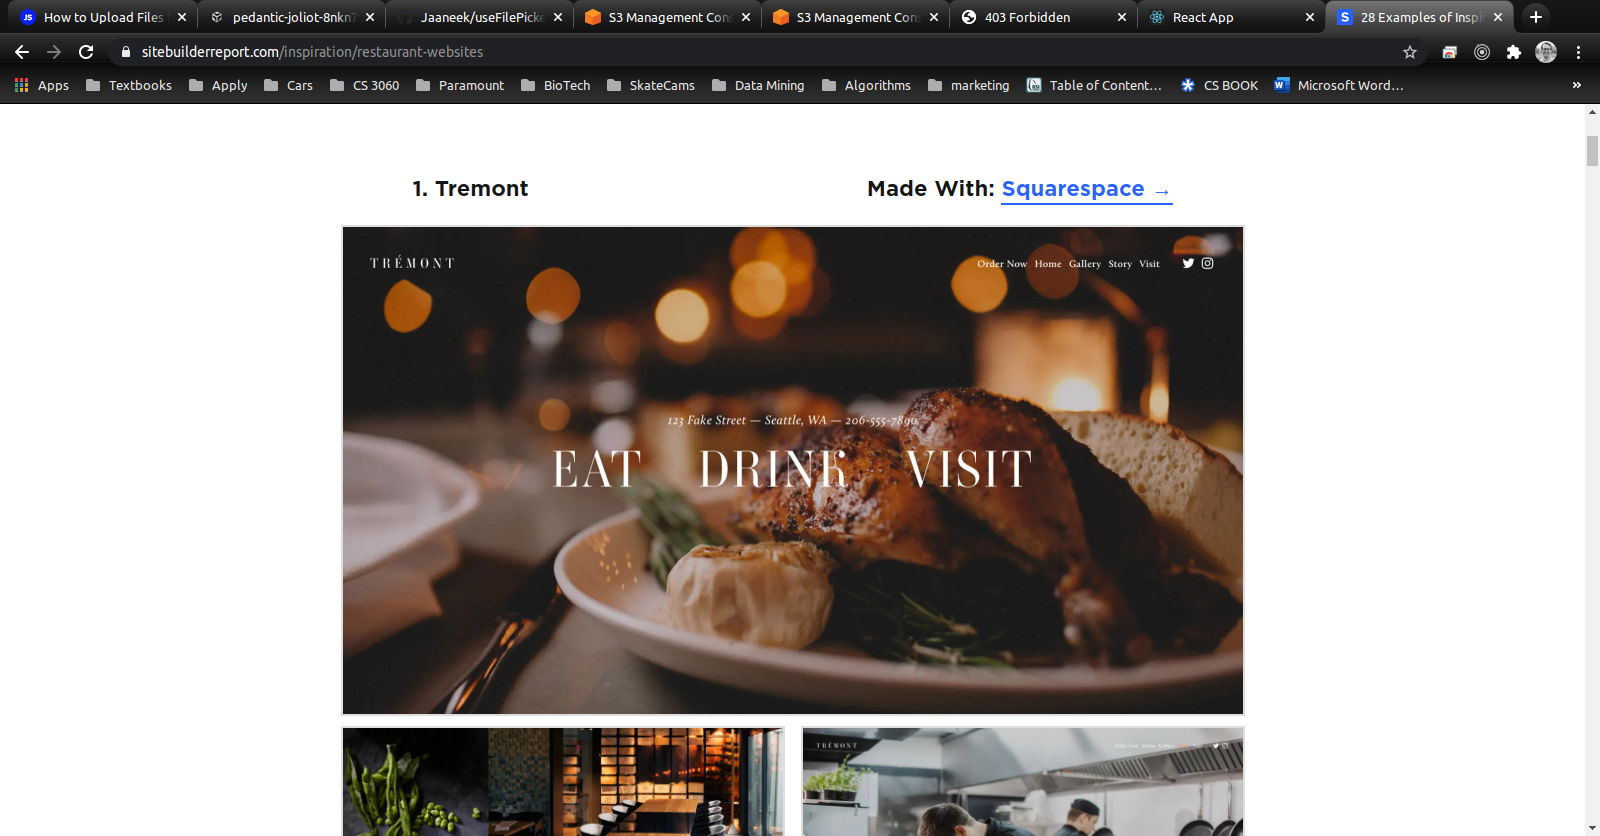 How to Upload Files
pedantic-joliot-8nkn7
Jaaneek/useFilePicke
S3 Management Cons
S3 Management Cons
403 Forbidden
React App
28 Examples of Inspir
sitebuilderreport.com/inspiration/restaurant-websites
Apps
Textbooks
Apply
Cars
CS 3060
Paramount
BioTech
SkateCams
Data Mining
Algorithms
marketing
Table of Content…
CS BOOK
Microsoft Word…
»
1. Tremont
Made With: Squarespace →
TRÉMONT
Order Now Home Gallery Story Visit
123 Fake Street — Seattle, WA — 206-555-7890
EAT DRINK VISIT
TRÉMONT